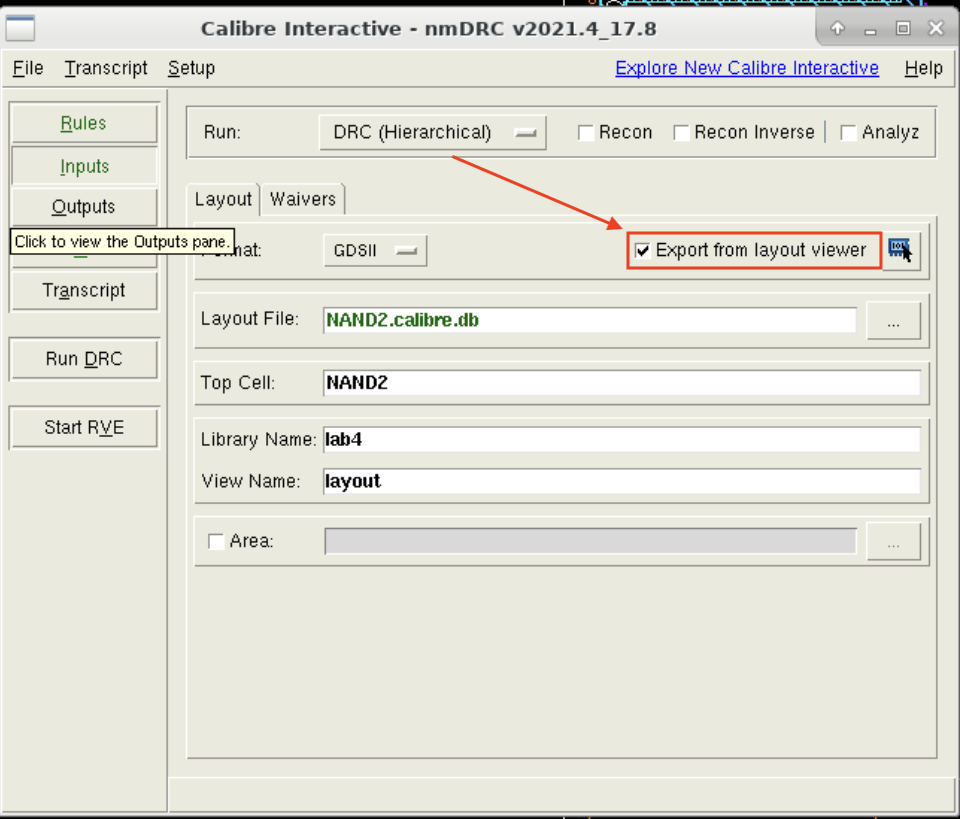 Calibre Interactive - nmDRC v2021.4_17.8
File Transcript Setup Explore New Calibre Interactive Help
Rules
Inputs
Outputs
Click to view the Outputs pane.
Transcript
Run DRC
Start RVE
Run: DRC (Hierarchical) Recon Recon Inverse Analyz
Layout Waivers
GDSII Export from layout viewer
Layout File: NAND2.calibre.db ...
Top Cell: NAND2
Library Name: lab4
View Name: layout
Area: ...